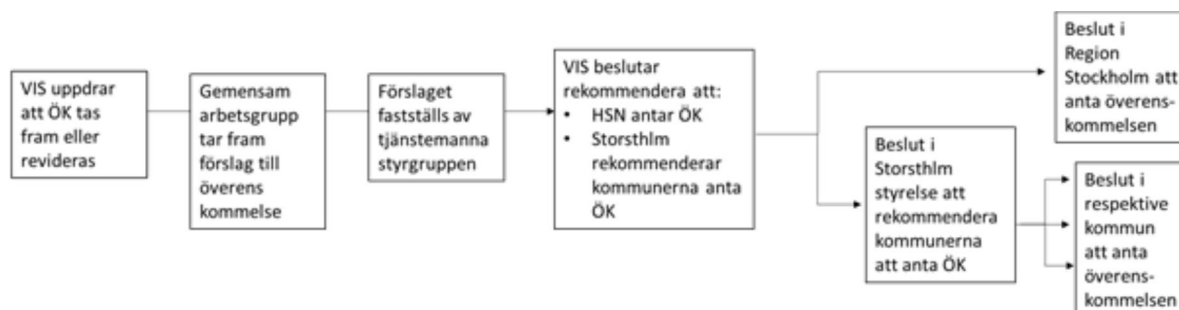 VIS uppdrar
att ÖK tas
fram eller
revideras
Gemensam
arbetsgrupp
tar fram
förslag till
överens
kommelse
Förslaget
fastställs av
tjänstemanna
styrgruppen
VIS beslutar
rekommendera att:
• HSN antar ÖK
• Storsthlm
rekommenderar
kommunerna anta
ÖK
Beslut i
Region
Stockholm att
anta överens-
kommelsen
Beslut i
Storsthlm
styrelse att
rekommendera
kommunerna
att anta ÖK
Beslut i
respektive
kommun
att anta
överens-
kommelsen